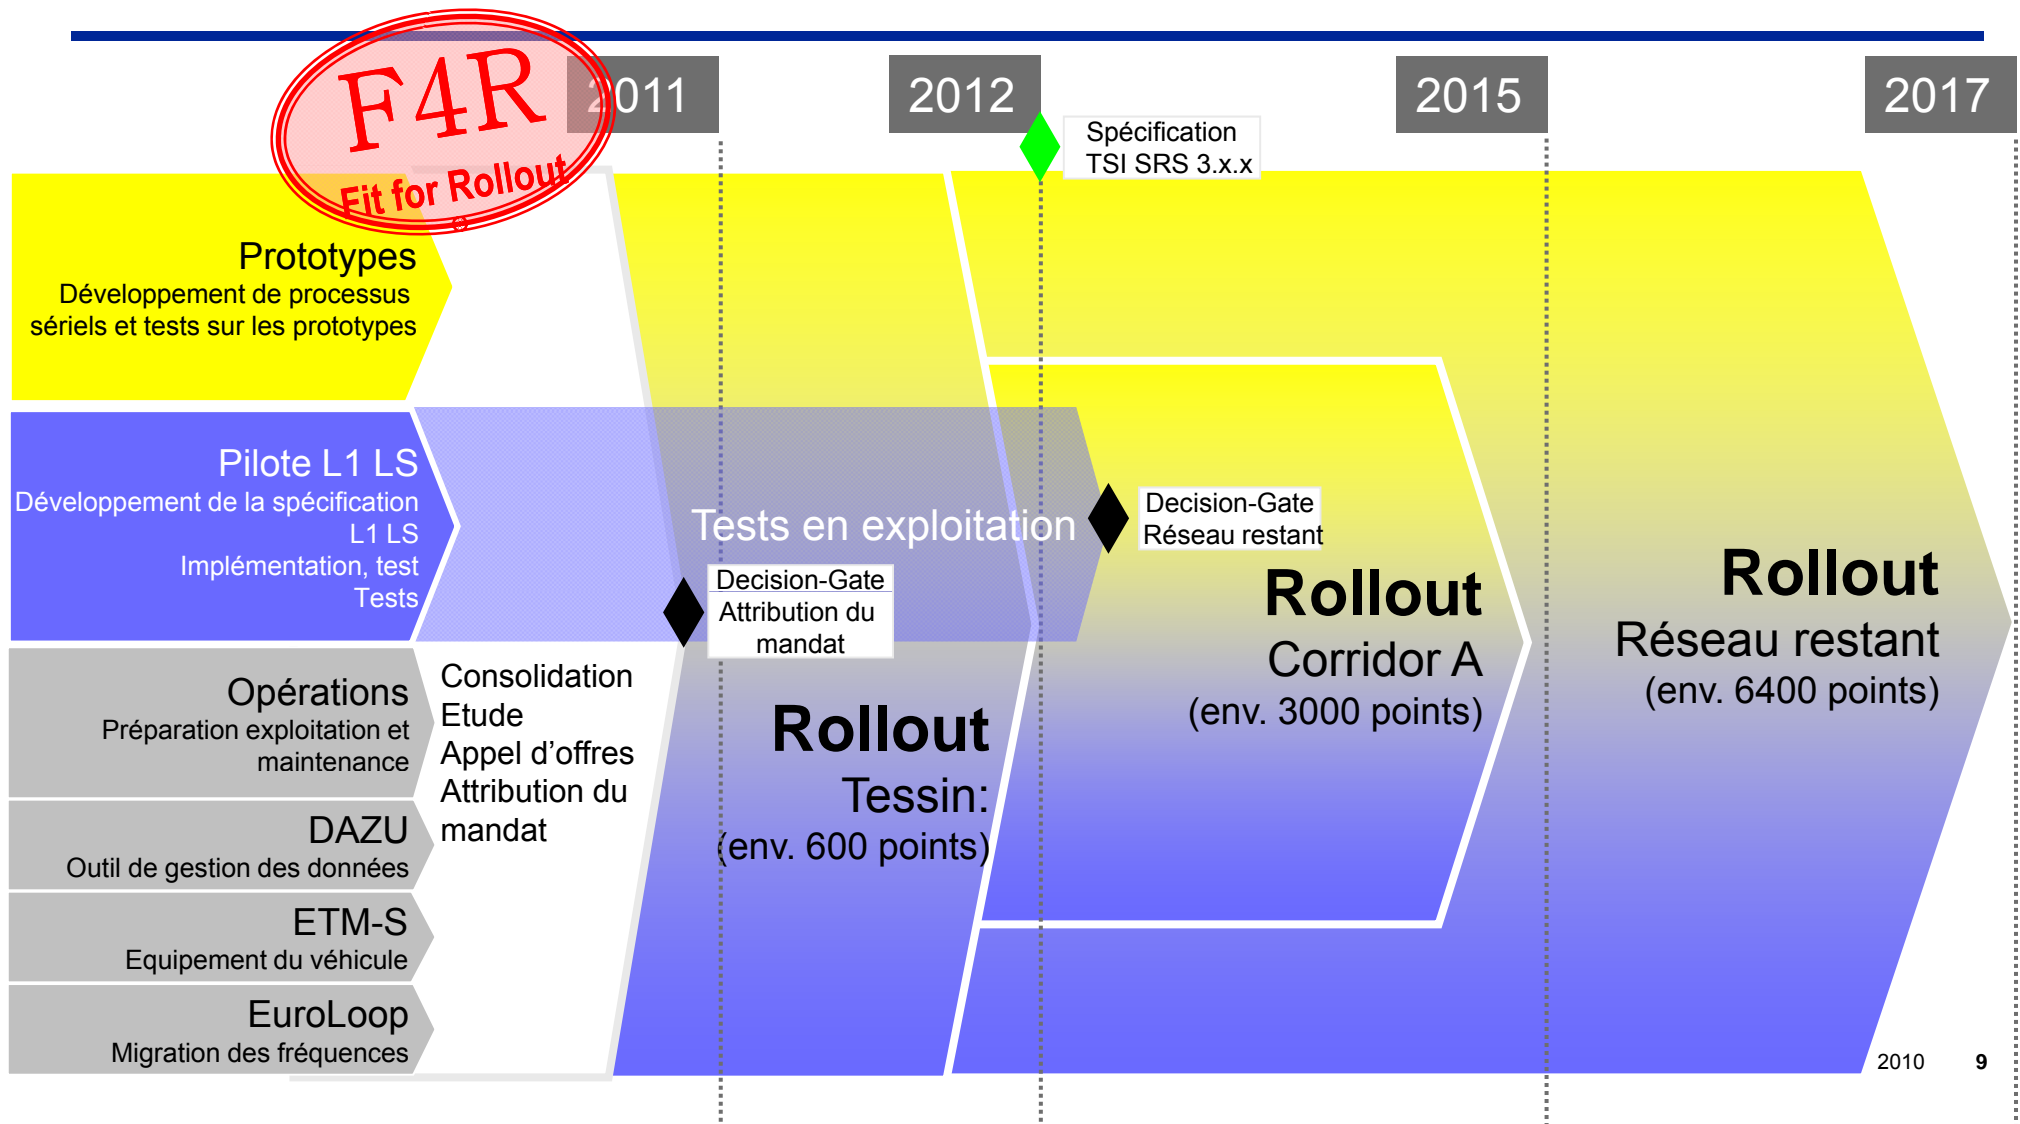 F4R
Fit for Rollout
2011
2012
2015
2017
Spécification
TSI SRS 3.x.x
Prototypes
Développement de processus
sériels et tests sur les prototypes
Pilote L1 LS
Développement de la spécification
L1 LS
Implémentation, test
Tests
Opérations
Préparation exploitation et
maintenance
DAZU
Outil de gestion des données
ETM-S
Equipement du véhicule
EuroLoop
Migration des fréquences
Consolidation
Etude
Appel d’offres
Attribution du
mandat
Tests en exploitation
Decision-Gate
Attribution du
mandat
Decision-Gate
Réseau restant
Rollout
Tessin:
(env. 600 points)
Rollout
Corridor A
(env. 3000 points)
Rollout
Réseau restant
(env. 6400 points)
2010 9